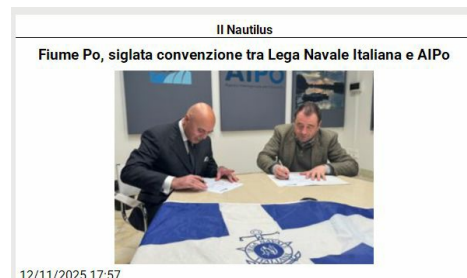 Il Nautilus
Fiume Po, siglata convenzione tra Lega Navale Italiana e AIPo
AIPo
12/11/2025 17:57